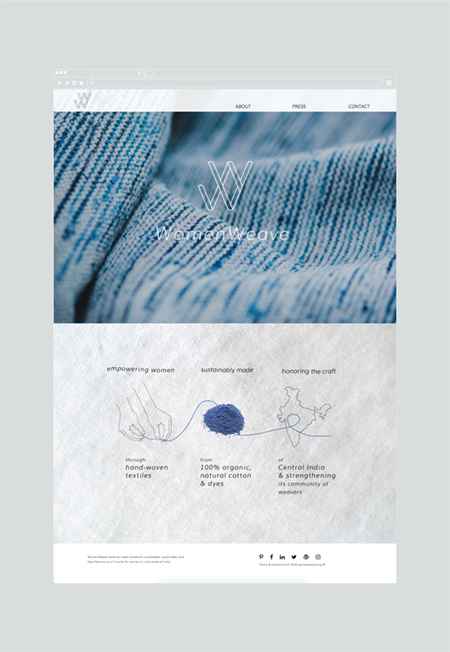 ABOUT PRESS CONTACT
WomenWeave
empowering women sustainably made honoring the craft
through from of
hand-woven 100% organic, Central India
textiles natural cotton & strengthening
& dyes its community of
weavers